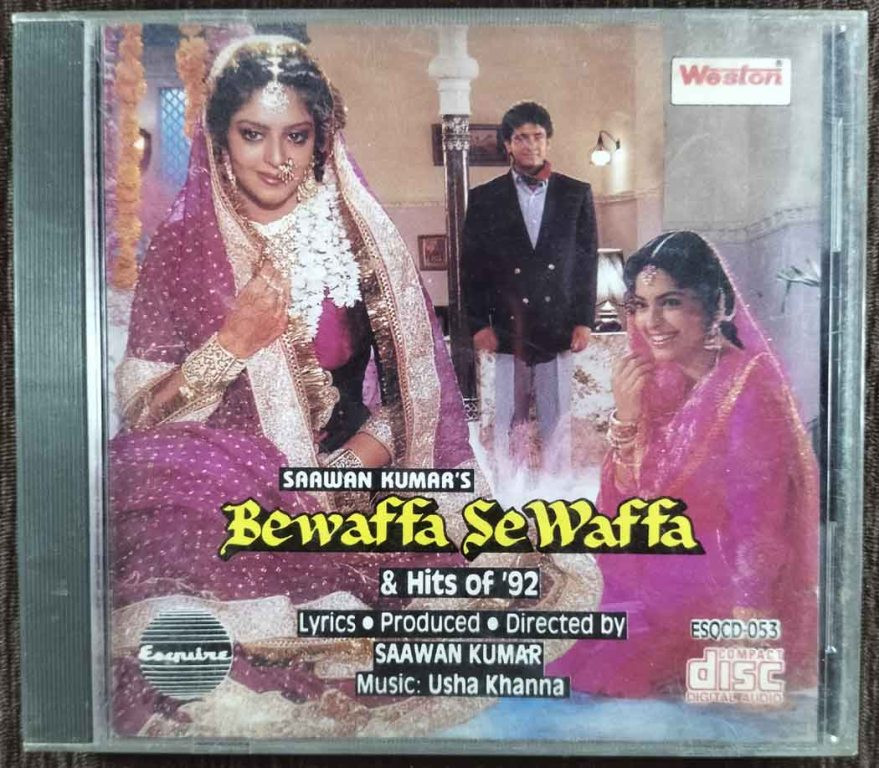 Weston
SAAWAN KUMAR'S
Bewaffa Se Waffa
& Hits of '92
Lyrics • Produced • Directed by
SAAWAN KUMAR
Music: Usha Khanna
Esquire
ESQCD-053
COMPACT
disc
DIGITAL AUDIO